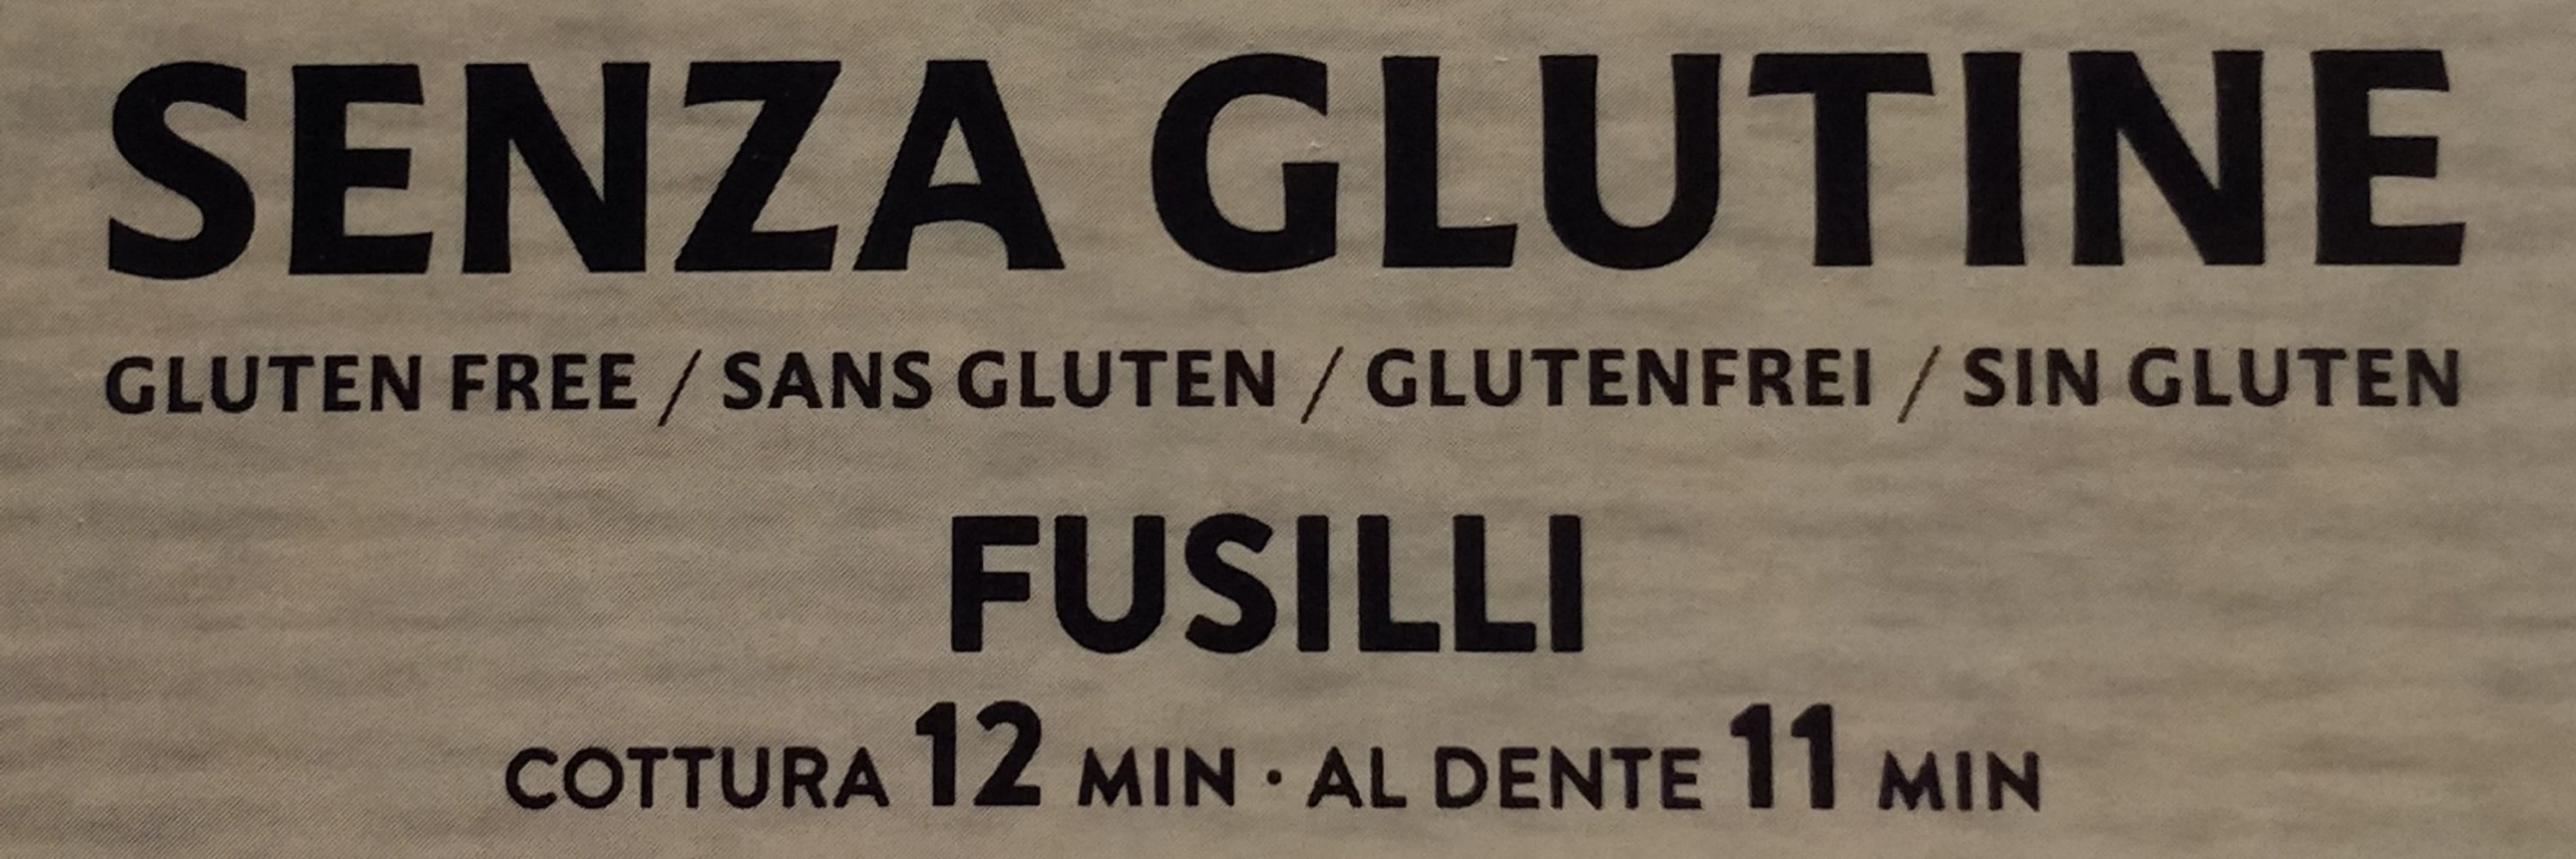 SENZA GLUTINE
GLUTEN FREE / SANS GLUTEN / GLUTENFREI / SIN GLUTEN
FUSILLI
COTTURA 12 MIN · AL DENTE 11 MIN